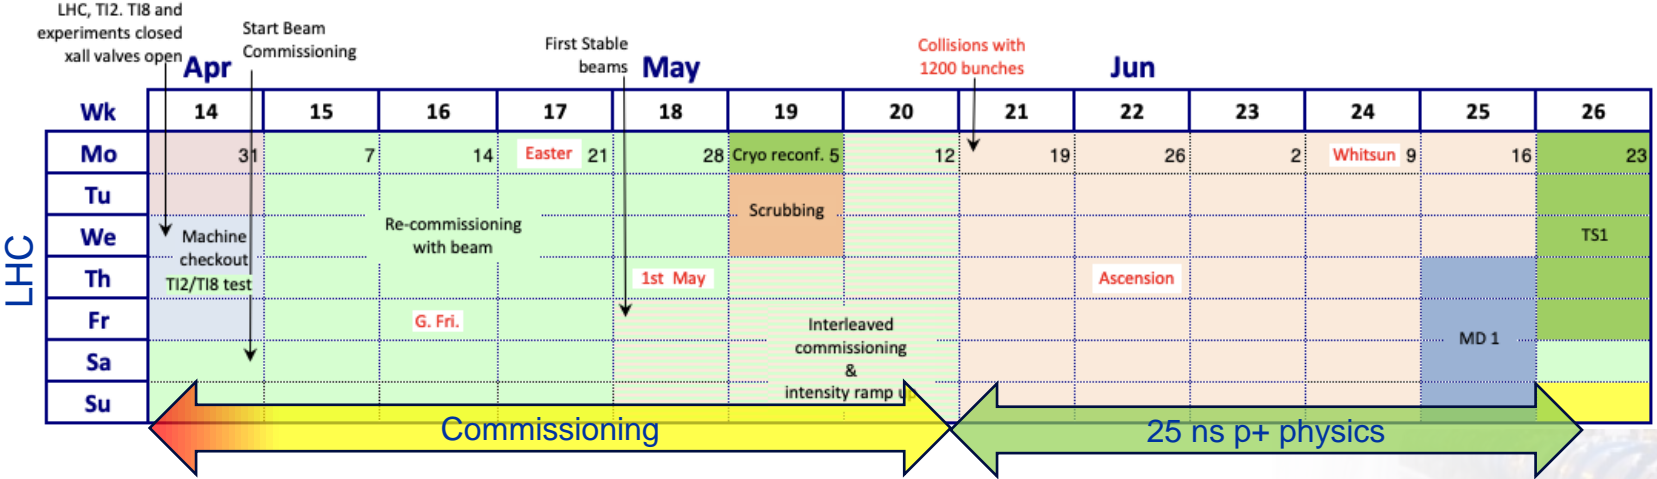 LHC, TI2. TI8 and
experiments closed
xall valves open
Start Beam
Commissioning
First Stable
beams
Collisions with
1200 bunches
Apr
May
Jun
Wk 14 15 16 17 18 19 20 21 22 23 24 25 26
Mo 31 7 14 Easter 21 28 Cryo reconf. 5 12 19 26 2 Whitsun 9 16 23
Tu
We
Th
Fr
Sa
Su
LHC
Machine
checkout
TI2/TI8 test
Re-commissioning
with beam
G. Fri.
1st May
Scrubbing
Interleaved
commissioning
&
intensity ramp up
Ascension
MD 1
TS1
Commissioning
25 ns p+ physics